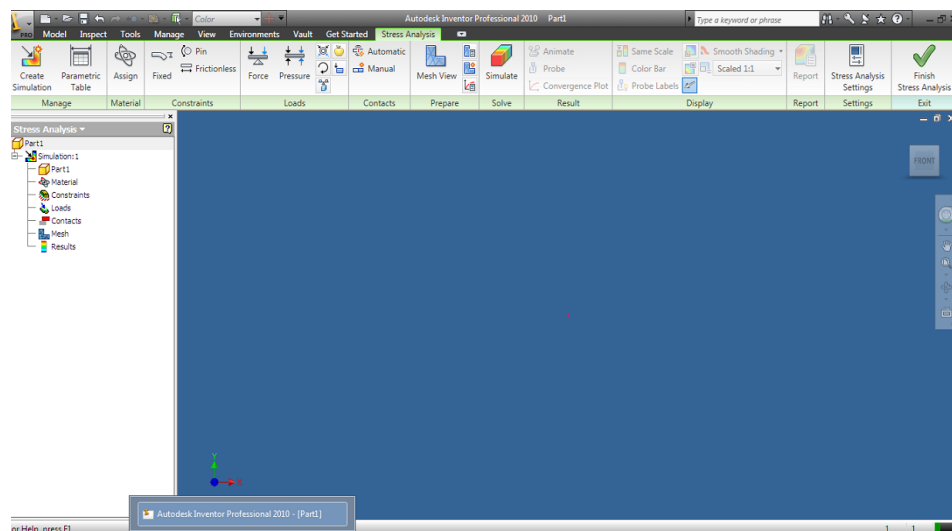 Color Autodesk Inventor Professional 2010 Part1 Type a keyword or phrase
PRO Model Inspect Tools Manage View Environments Vault Get Started Stress Analysis
Create Simulation
Parametric Table
Assign
Fixed
Pin
Frictionless
Force
Pressure
Automatic
Manual
Mesh View
Simulate
Animate
Probe
Convergence Plot
Same Scale
Color Bar
Probe Labels
Smooth Shading
Scaled 1:1
Report
Stress Analysis Settings
Finish Stress Analysis
Manage Material Constraints Loads Contacts Prepare Solve Result Display Report Settings Exit
Stress Analysis
Part1
Simulation:1
Part1
Material
Constraints
Loads
Contacts
Mesh
Results
FRONT
Y
X
Autodesk Inventor Professional 2010 - [Part1]
or Help, press F1
1 1